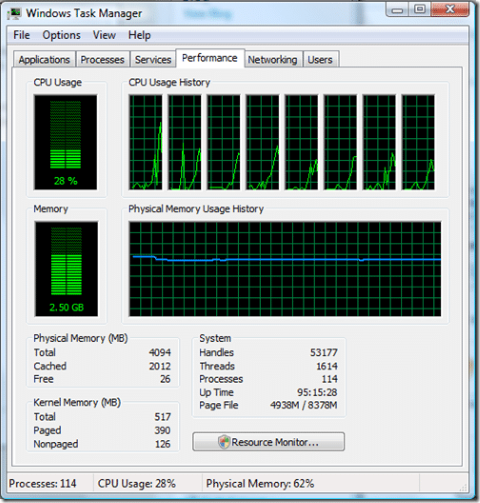 Windows Task Manager
File Options View Help
Applications Processes Services Performance Networking Users
CPU Usage CPU Usage History
28 %
Memory Physical Memory Usage History
2.50 GB
Physical Memory (MB)
Total 4094
Cached 2012
Free 26
Kernel Memory (MB)
Total 517
Paged 390
Nonpaged 126
System
Handles 53177
Threads 1614
Processes 114
Up Time 95:15:28
Page File 4938M / 8378M
Resource Monitor...
Processes: 114 CPU Usage: 28% Physical Memory: 62%